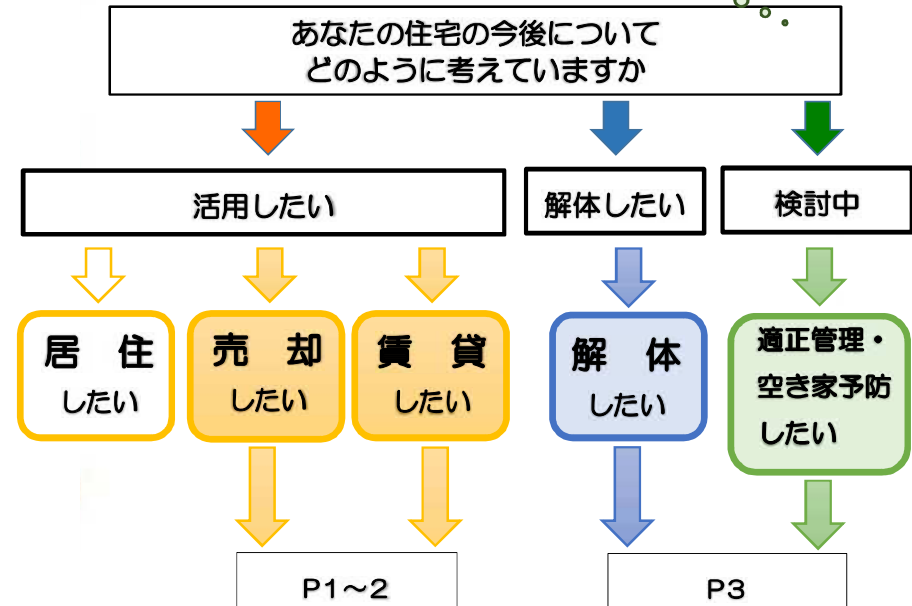 あなたの住宅の今後について
どのように考えていますか
活用したい
解体したい
検討中
居　住
したい
売　却
したい
賃　貸
したい
解　体
したい
適正管理・
空き家予防
したい
P1～2
P3